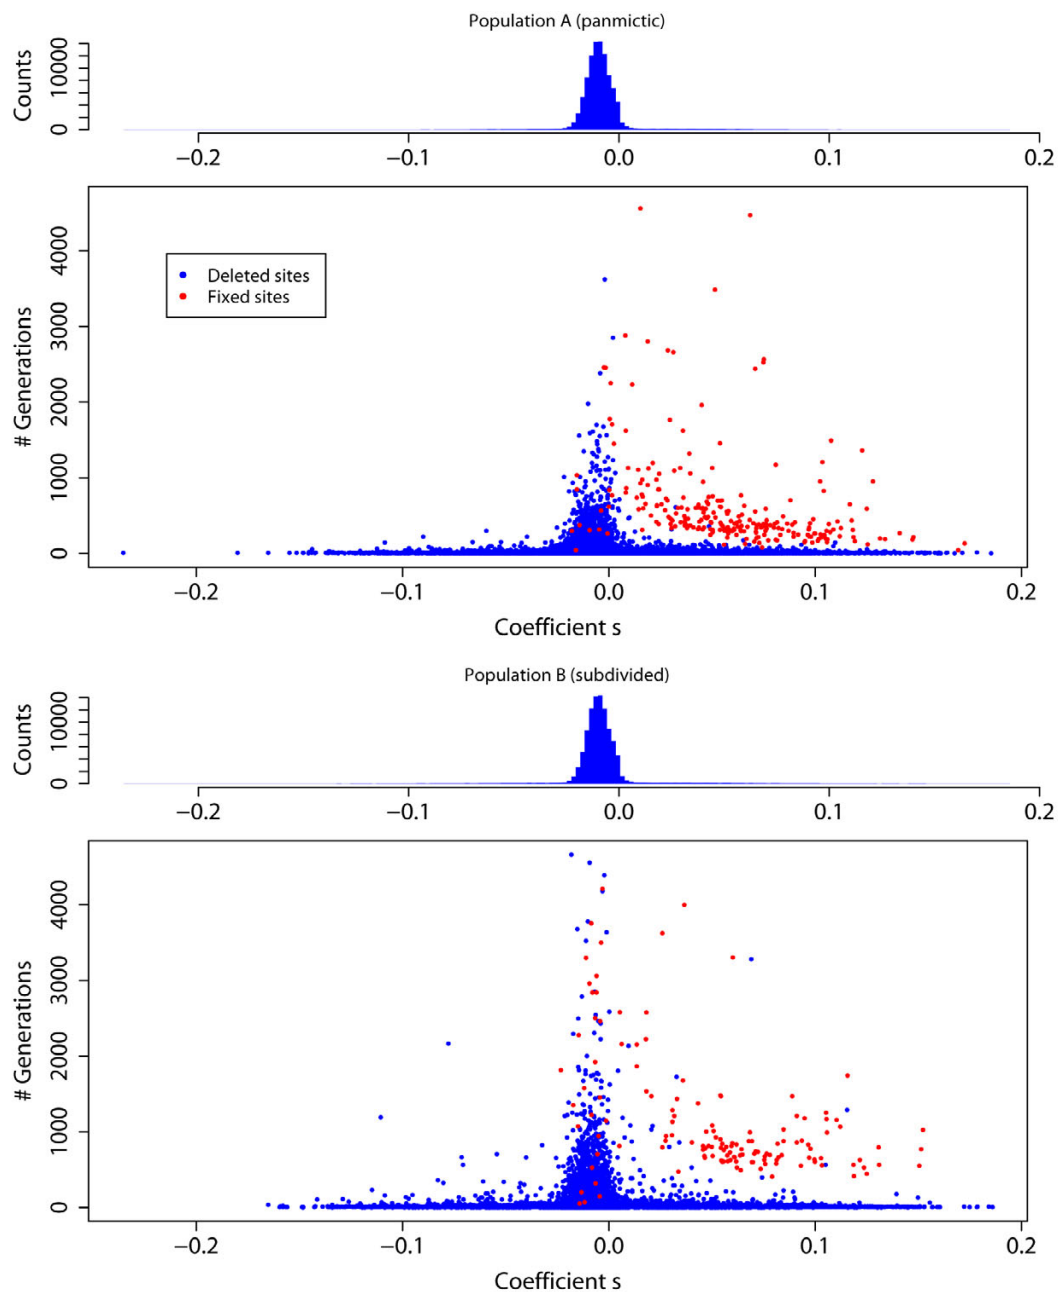 Population A (panmictic)
Counts
10000
0
−0.2 −0.1 0.0 0.1 0.2
# Generations
4000
3000
2000
1000
0
Deleted sites
Fixed sites
−0.2 −0.1 0.0 0.1 0.2
Coefficient s
Population B (subdivided)
Counts
10000
0
−0.2 −0.1 0.0 0.1 0.2
# Generations
4000
3000
2000
1000
0
−0.2 −0.1 0.0 0.1 0.2
Coefficient s